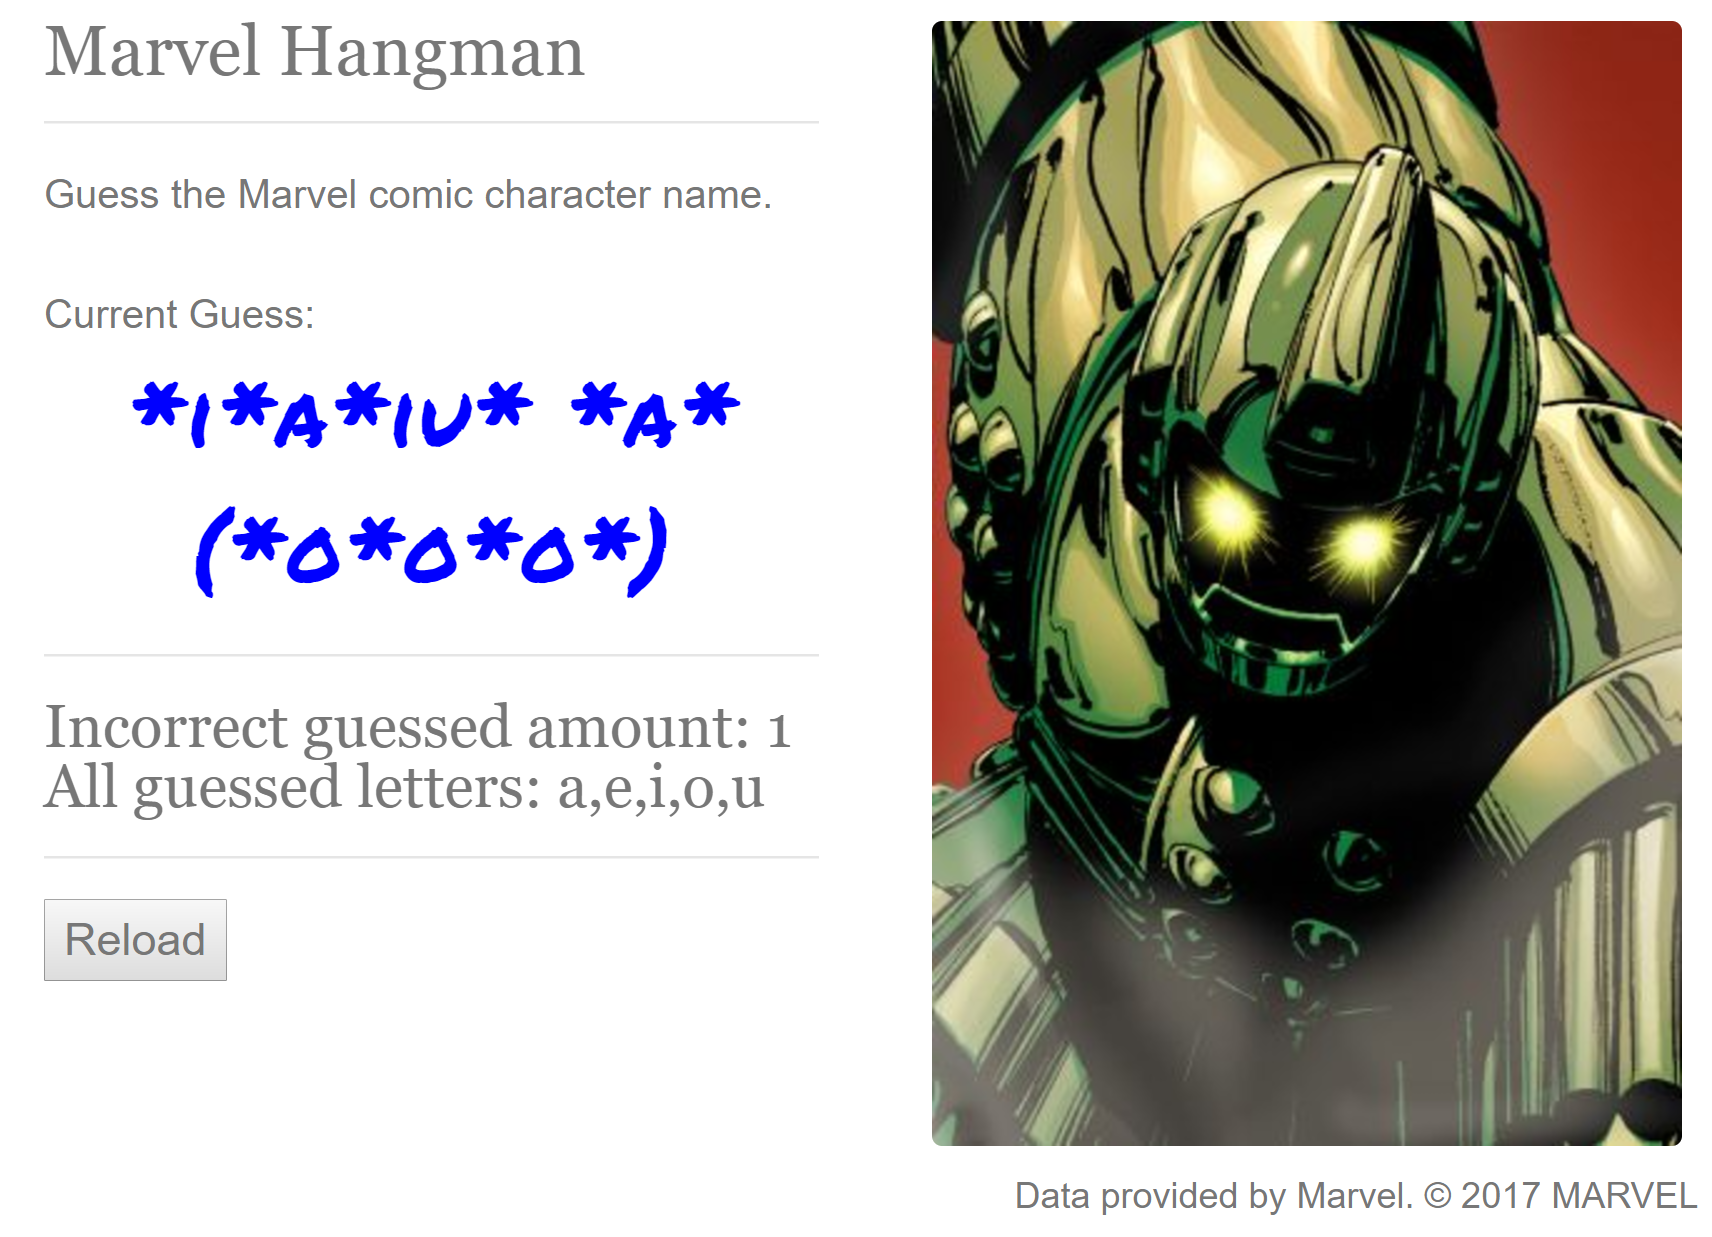 Marvel Hangman
Guess the Marvel comic character name.
Current Guess:
*I*A*IU* *A*
(*O*O*O*)
Incorrect guessed amount: 1
All guessed letters: a,e,i,o,u
Reload
Data provided by Marvel. © 2017 MARVEL